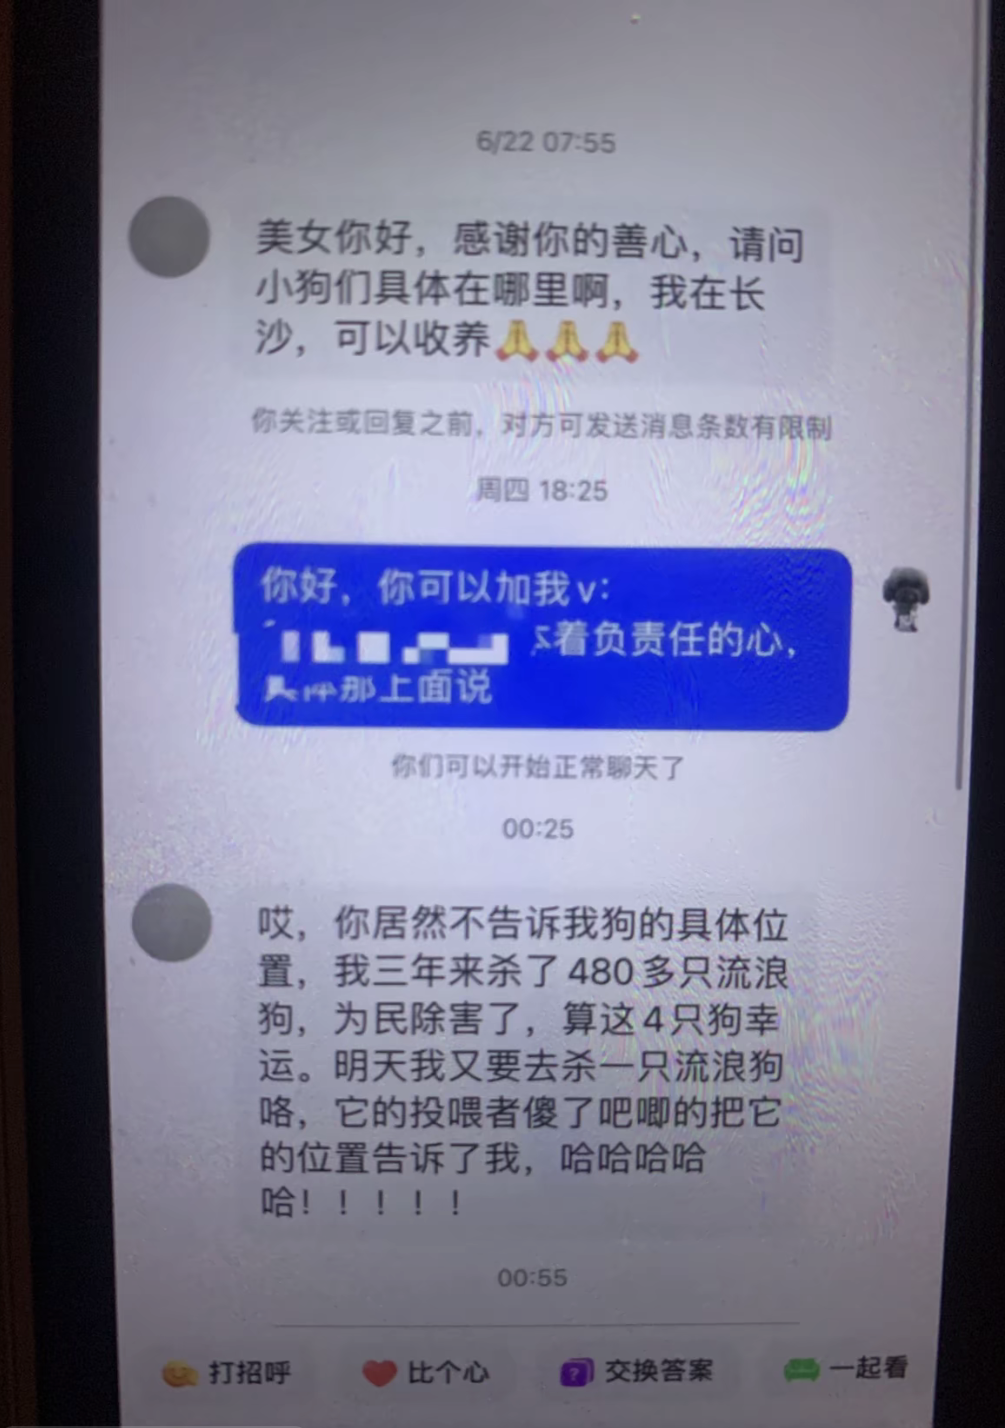 6/22 07:55
美女你好，感谢你的善心，请问
小狗们具体在哪里啊，我在长
沙，可以收养🙏🙏🙏
你关注或回复之前，对方可发送消息条数有限制
周四 18:25
你好，你可以加我v：
着负责任的心，
那上面说
你们可以开始正常聊天了
00:25
哎，你居然不告诉我狗的具体位
置，我三年来杀了480多只流浪
狗，为民除害了，算这4只狗幸
运。明天我又要去杀一只流浪狗
咯，它的投喂者傻了吧唧的把它
的位置告诉了我，哈哈哈哈
哈！！！！！
00:55
打招呼
比个心
交换答案
一起看